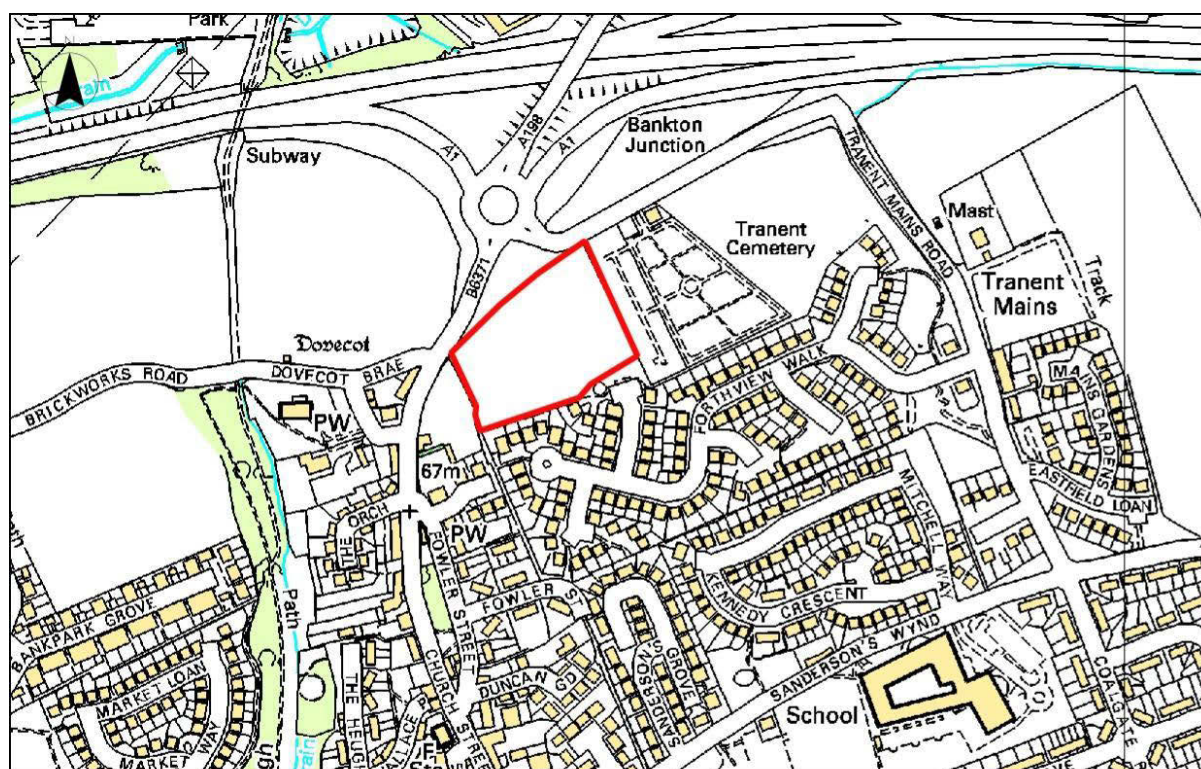 Park
N
Drain
A198
A1
A1
Subway
Bankton
Junction
TRANENT MAINS ROAD
Mast
Tranent
Cemetery
Track
Tranent
Mains
B6371
Dovecot
DOVECOT BRAE
BRICKWORKS ROAD
PW
FORTHVIEW WALK
MAINS GARDENS
67m
EASTFIELD LOAN
MITCHELL WAY
THE ORCH
PW
FOWLER STREET
FOWLER ST
KENNEDY CRESCENT
BANKPARK GROVE
Path
SANDERSON'S WYND
SANDERSON'S GROVE
CHURCH STREET
DUNCAN GD
MARKET LOAN
THE HEUGH
School
COALGATE
MARKET WAY